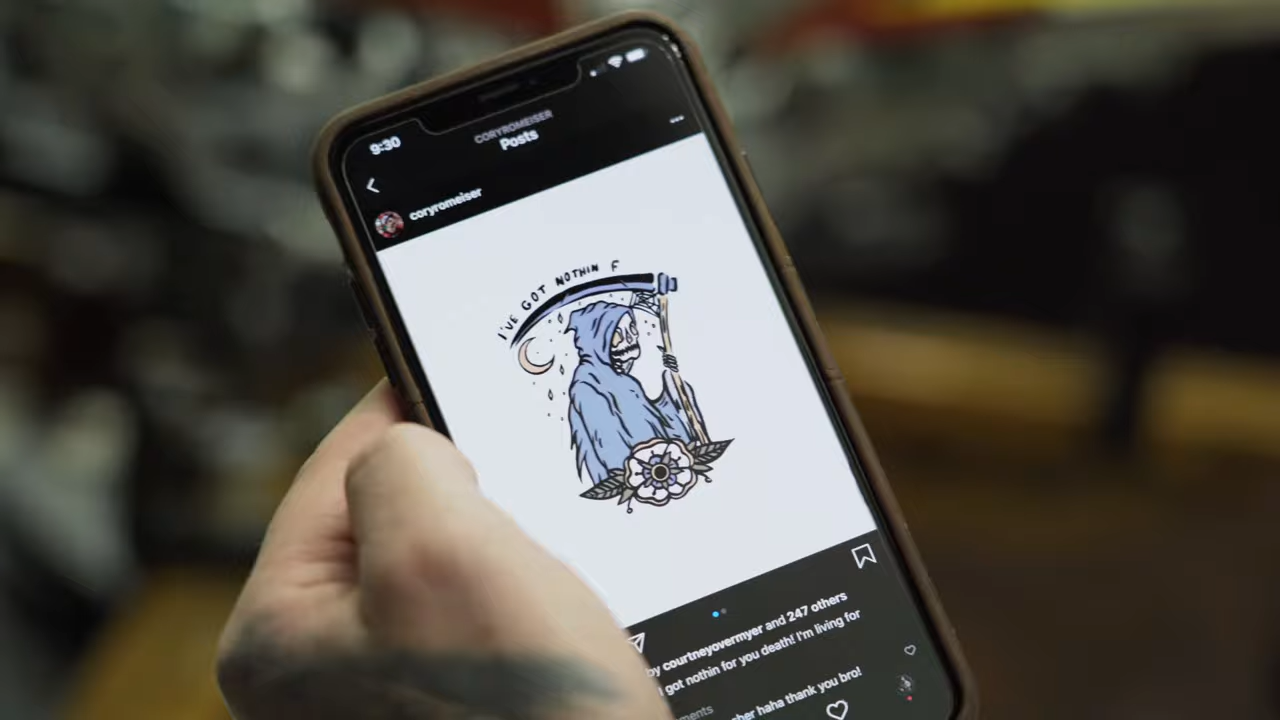 9:30
CORYROMEISER
Posts
coryromeiser
I'VE GOT NOTHIN F
by courtneyovermyer and 247 others
got nothin for you death! I'm living for
haha thank you bro!